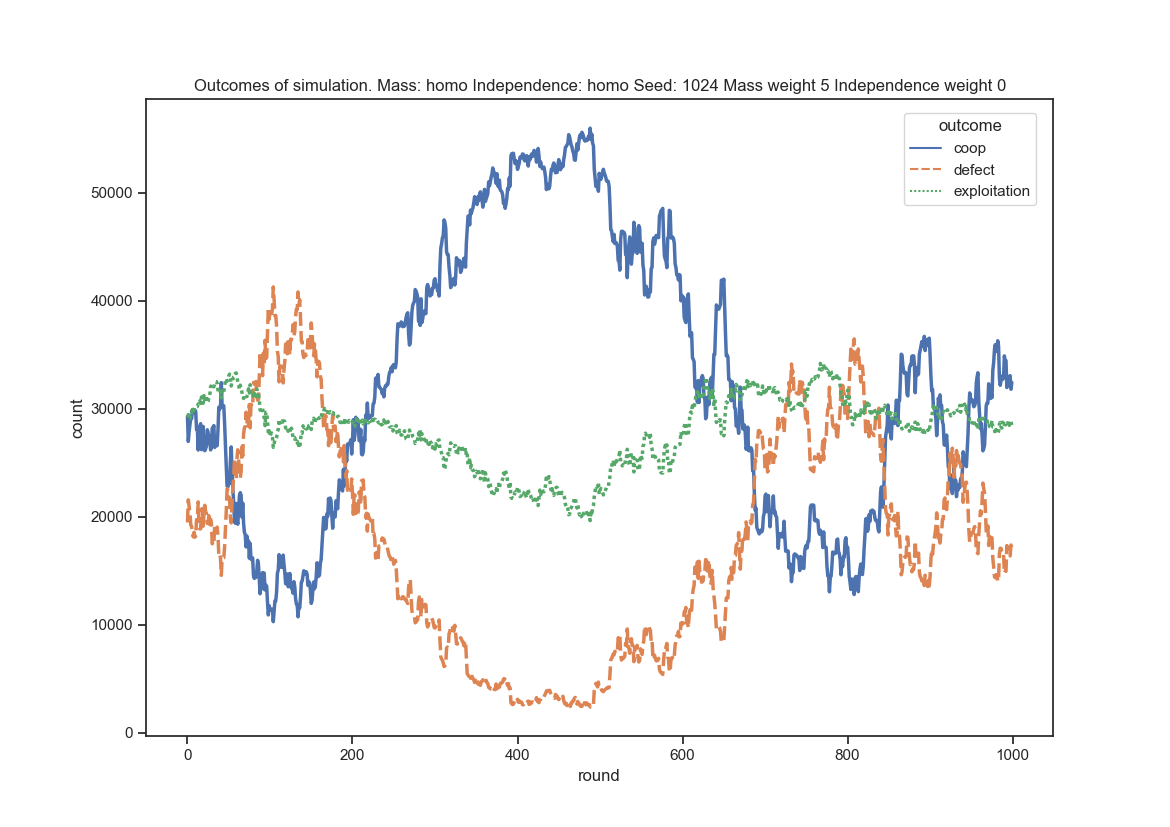 Outcomes of simulation. Mass: homo Independence: homo Seed: 1024 Mass weight 5 Independence weight 0
outcome
coop
defect
exploitation
50000
40000
30000
20000
10000
0
count
0 200 400 600 800 1000
round